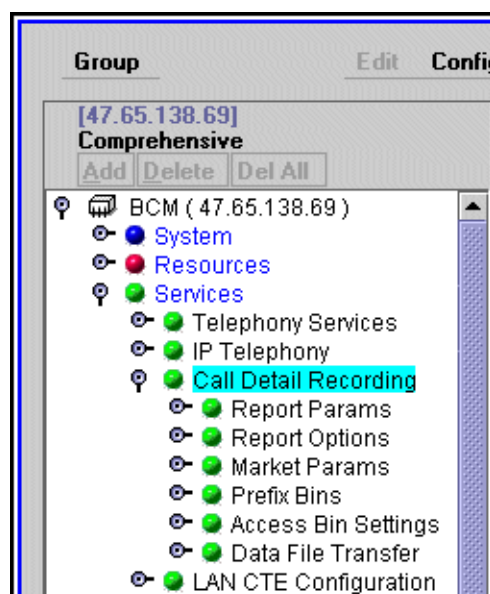 Group Edit Config
[47.65.138.69]
Comprehensive
Add Delete Del All
BCM ( 47.65.138.69 )
System
Resources
Services
Telephony Services
IP Telephony
Call Detail Recording
Report Params
Report Options
Market Params
Prefix Bins
Access Bin Settings
Data File Transfer
LAN CTE Configuration